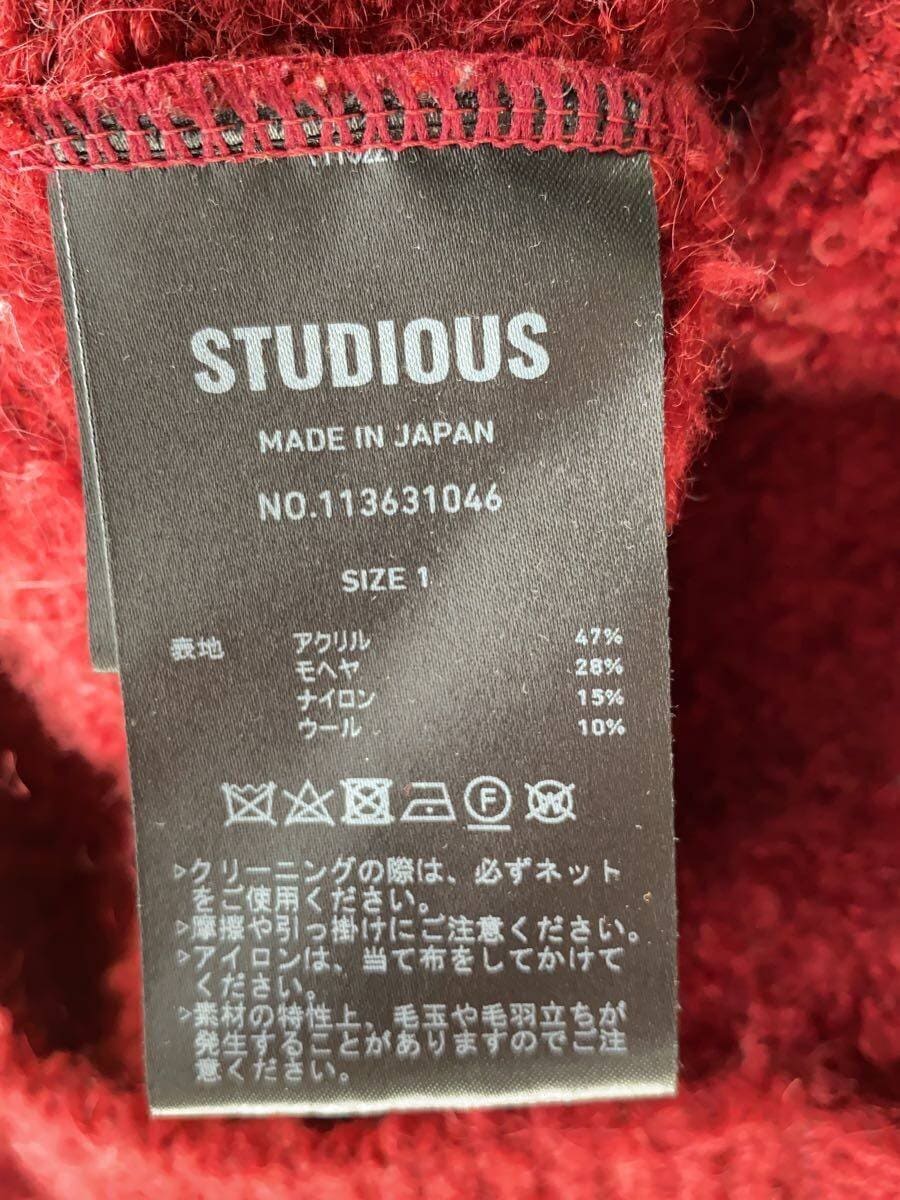 STUDIOUS
MADE IN JAPAN
NO.113631046
SIZE 1
表地 アクリル 47%
モヘヤ 28%
ナイロン 15%
ウール 10%
F
W
▷クリーニングの際は、必ずネット
をご使用ください。
▷摩擦や引っ掛けにご注意ください。
▷アイロンは、当て布をしてかけて
ください。
▷素材の特性上、毛玉や毛羽立ちが
発生することがありますのでご注
意ください。